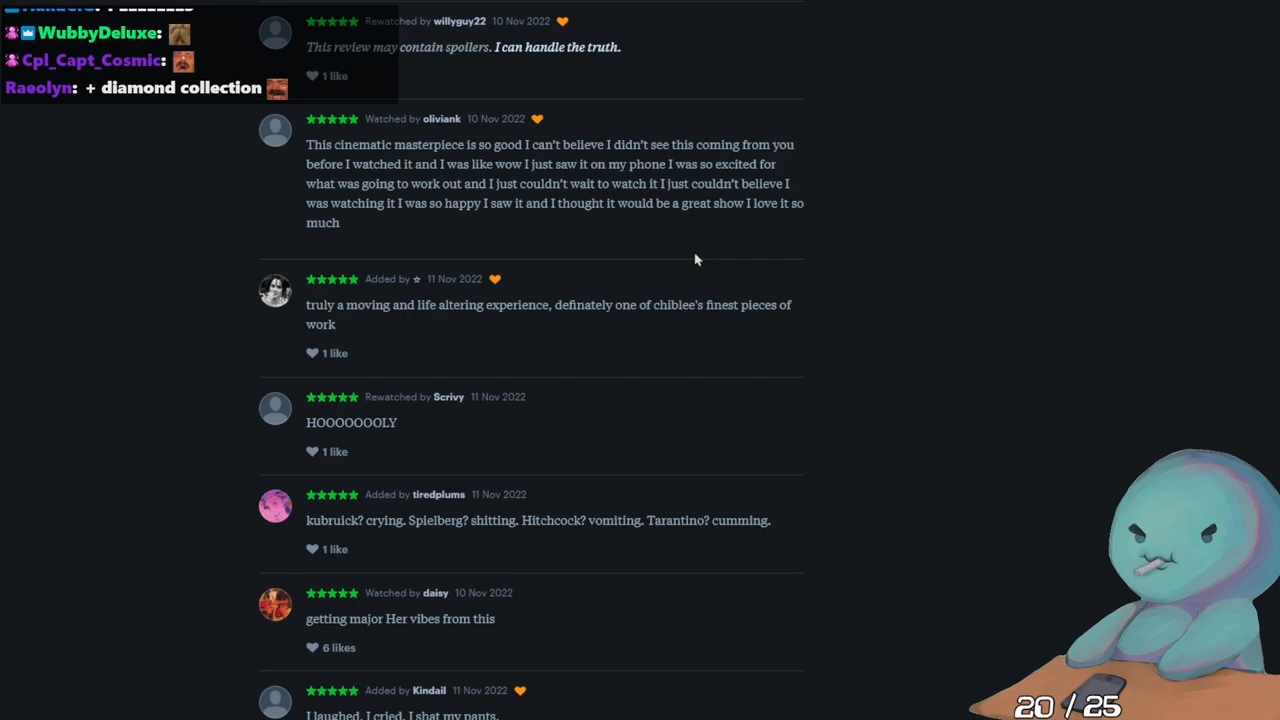 WubbyDeluxe:
Cpl_Capt_Cosmic:
Raeolyn: + diamond collection
Rewatched by willyguy22 10 Nov 2022
This review may contain spoilers. I can handle the truth.
1 like
Watched by oliviank 10 Nov 2022
This cinematic masterpiece is so good I can't believe I didn't see this coming from you
before I watched it and I was like wow I just saw it on my phone I was so excited for
what was going to work out and I just couldn't wait to watch it I just couldn't believe I
was watching it I was so happy I saw it and I thought it would be a great show I love it so
much
Added by ☆ 11 Nov 2022
truly a moving and life altering experience, definately one of chiblee's finest pieces of
work
1 like
Rewatched by Scrivy 11 Nov 2022
HOOOOOOOLY
1 like
Added by tiredplums 11 Nov 2022
kubruick? crying. Spielberg? shitting. Hitchcock? vomiting. Tarantino? cumming.
1 like
Watched by daisy 10 Nov 2022
getting major Her vibes from this
6 likes
Added by Kindail 11 Nov 2022
I laughed. I cried. I shat my pants.
20 / 25